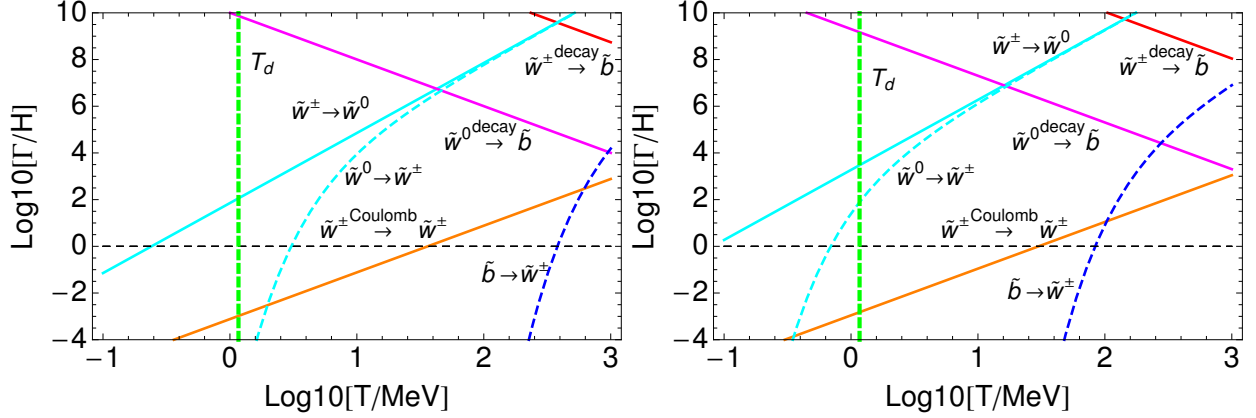 Log10[Γ/H]
10
8
6
4
2
0
−2
−4
T_d
w̃^± decay→ b̃
w̃^± → w̃^0
w̃^0 decay→ b̃
w̃^0 → w̃^±
w̃^± Coulomb→ w̃^±
b̃ → w̃^±
−1 0 1 2 3
Log10[T/MeV]
Log10[Γ/H]
10
8
6
4
2
0
−2
−4
w̃^± → w̃^0
w̃^± decay→ b̃
T_d
w̃^0 decay→ b̃
w̃^0 → w̃^±
w̃^± Coulomb→ w̃^±
b̃ → w̃^±
−1 0 1 2 3
Log10[T/MeV]